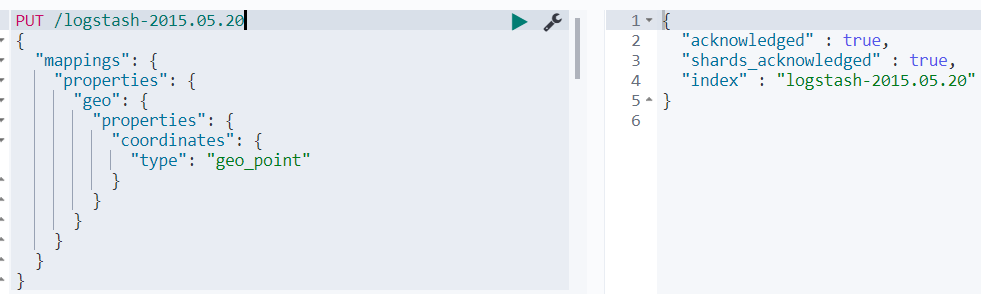 PUT /logstash-2015.05.20
{
  "mappings": {
    "properties": {
      "geo": {
        "properties": {
          "coordinates": {
            "type": "geo_point"
          }
        }
      }
    }
  }
}
1 {
2   "acknowledged" : true,
3   "shards_acknowledged" : true,
4   "index" : "logstash-2015.05.20"
5 }
6